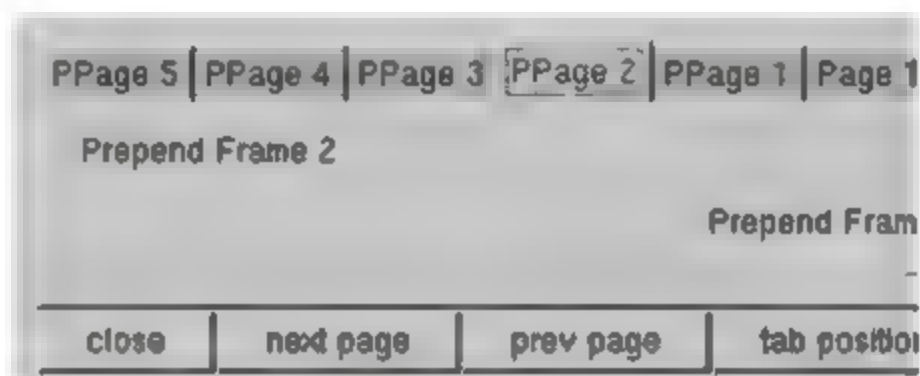 PPage 5 PPage 4 PPage 3 PPage 2 PPage 1 Page 1
Prepend Frame 2
Prepend Fram
close next page prev page tab position